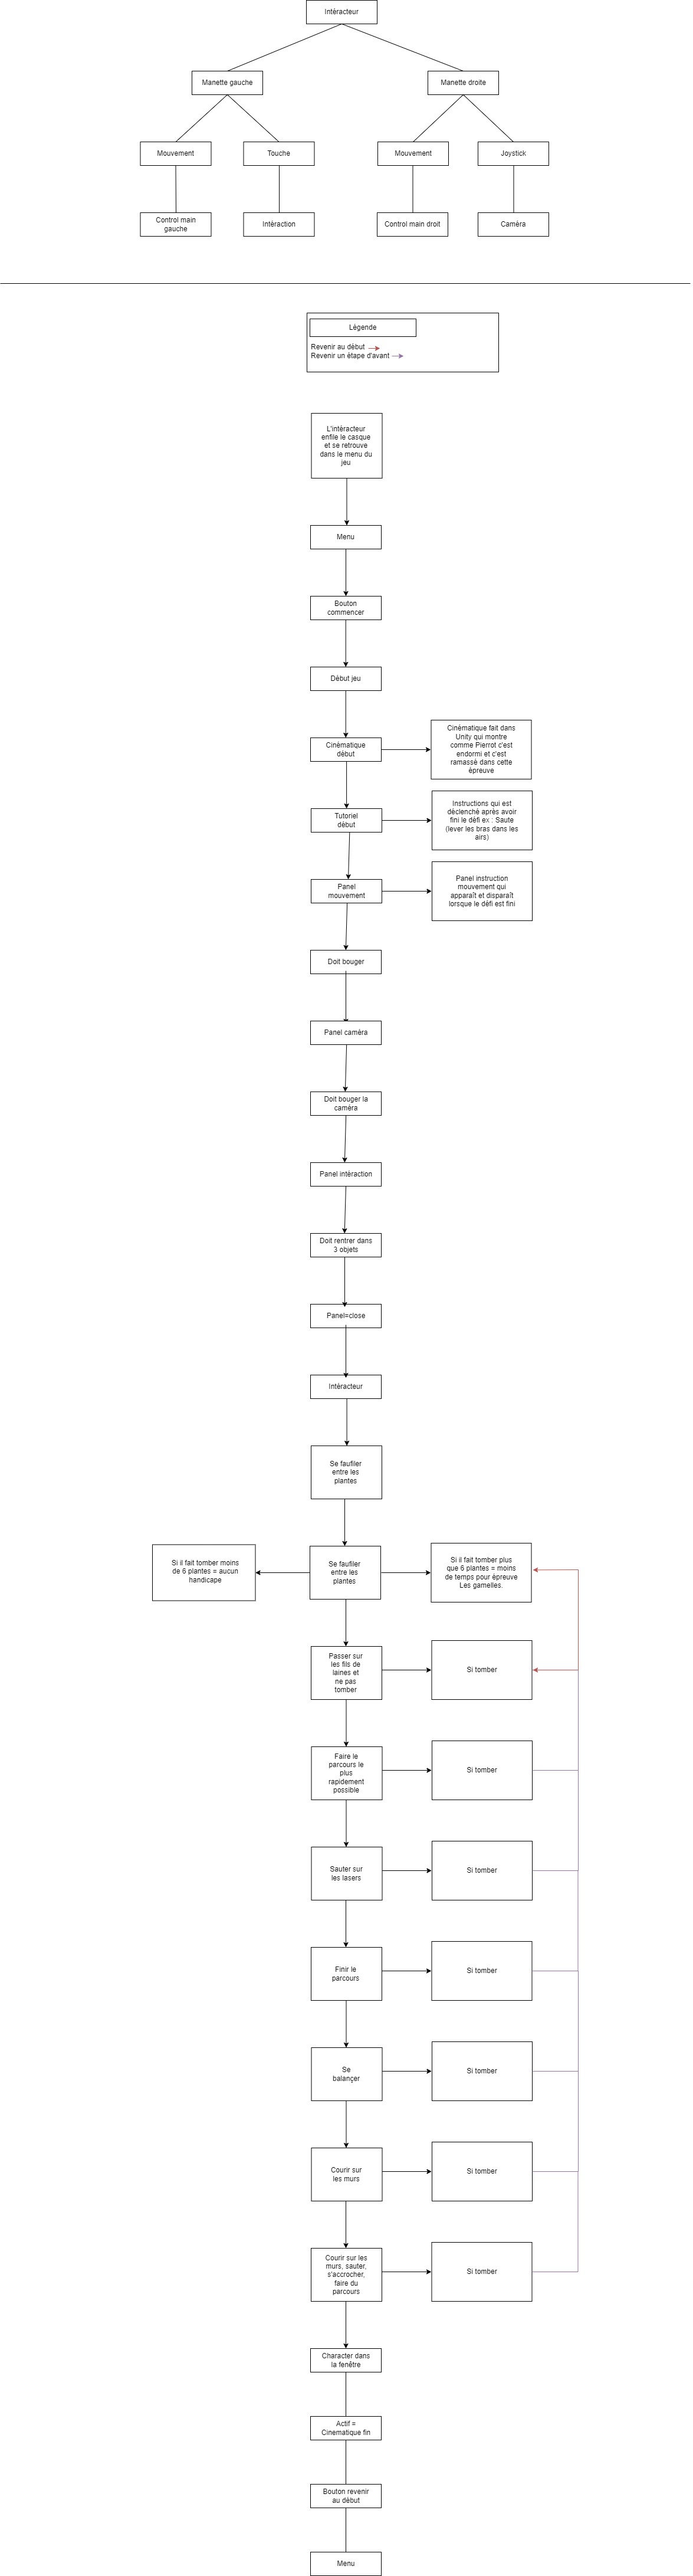 Intéracteur
Manette gauche
Manette droite
Mouvement
Touche
Mouvement
Joystick
Control main
gauche
Intéraction
Control main droit
Caméra
Légende
Revenir au début
Revenir un étape d'avant
L'intéracteur
enfile le casque
et se retrouve
dans le menu du
jeu
Menu
Bouton
commencer
Début jeu
Cinématique
début
Cinématique fait dans
Unity qui montre
comme Pierrot c'est
endormi et c'est
ramassé dans cette
épreuve
Tutoriel
début
Instructions qui est
déclenché après avoir
fini le défi ex : Saute
(lever les bras dans les
airs)
Panel
mouvement
Panel instruction
mouvement qui
apparaît et disparaît
lorsque le défi est fini
Doit bouger
Panel caméra
Doit bouger la
caméra
Panel intéraction
Doit rentrer dans
3 objets
Panel=close
Intéracteur
Se faufiler
entre les
plantes
Si il fait tomber moins
de 6 plantes = aucun
handicape
Se faufiler
entre les
plantes
Si il fait tomber plus
que 6 plantes = moins
de temps pour épreuve
Les gamelles.
Passer sur
les fils de
laines et
ne pas
tomber
Si tomber
Faire le
parcours le
plus
rapidement
possible
Si tomber
Sauter sur
les lasers
Si tomber
Finir le
parcours
Si tomber
Se
balançer
Si tomber
Courir sur
les murs
Si tomber
Courir sur les
murs, sauter,
s'accrocher,
faire du
parcours
Si tomber
Character dans
la fenêtre
Actif =
Cinematique fin
Bouton revenir
au début
Menu